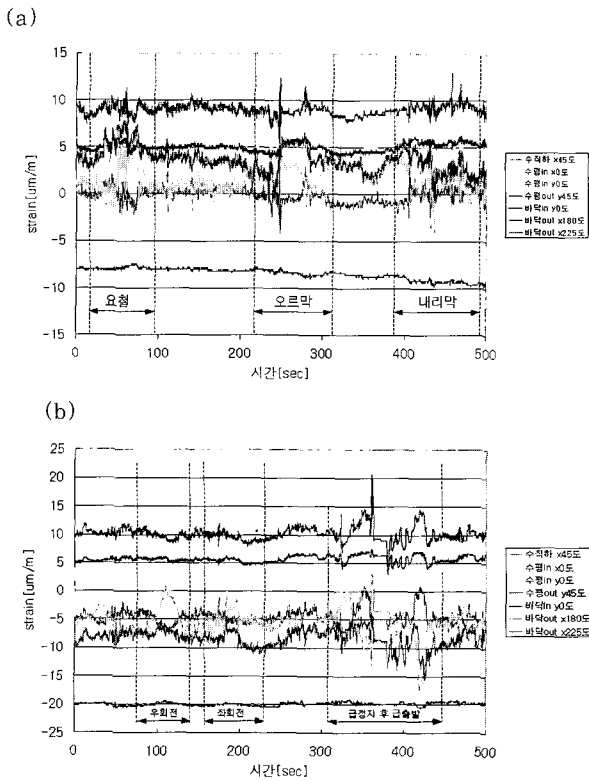 (a)
15
10
5
0
-5
-10
-15
strain[um/m]
요철
오르막
내리막
0 100 200 300 400 500
시간[sec]
수직하 x45도
수평in x0도
수평in y0도
수평out y45도
바닥in y0도
바닥out x180도
바닥out x225도
(b)
25
20
15
10
5
0
-5
-10
-15
-20
-25
strain[um/m]
우회전
좌회전
급정지 후 급출발
0 100 200 300 400 500
시간[sec]
수직하 x45도
수평in x0도
수평in y0도
수평out y45도
바닥in y0도
바닥out x180도
바닥out x225도